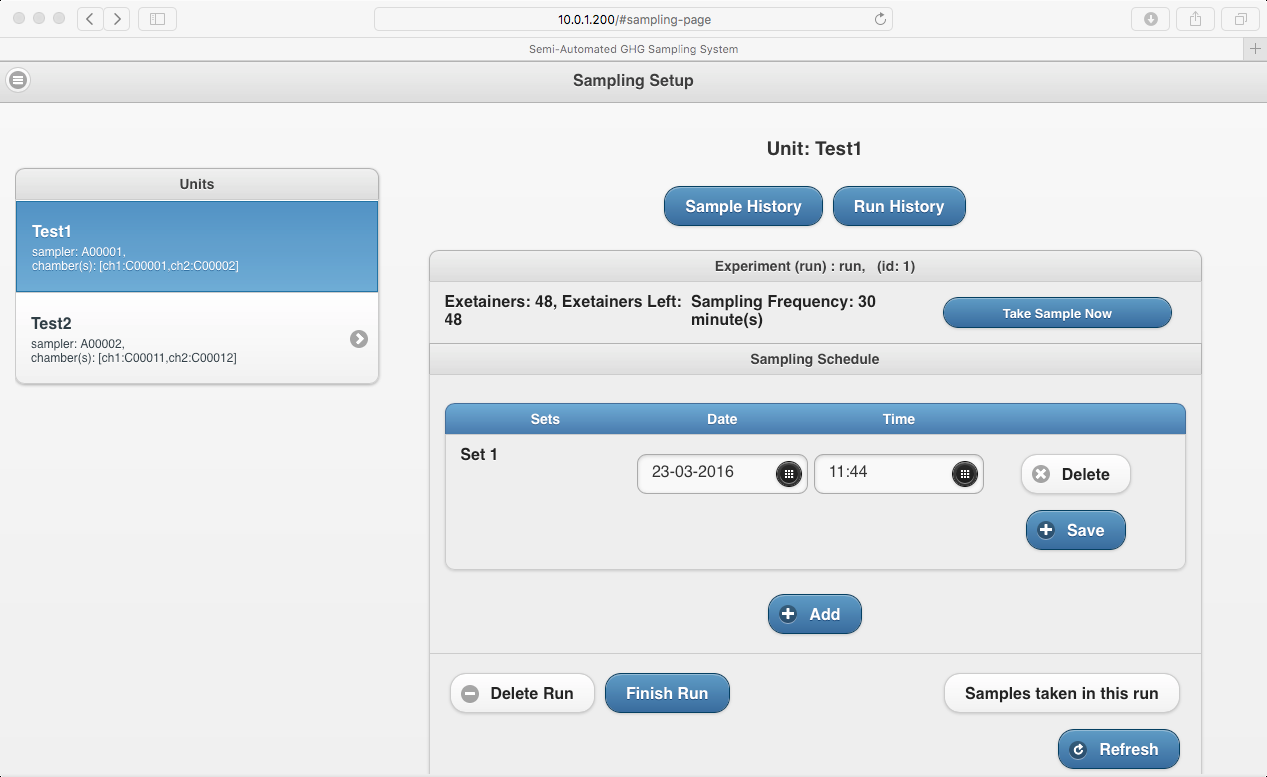 10.0.1.200/#sampling-page
Semi-Automated GHG Sampling System
Sampling Setup
Units
Test1
sampler: A00001,
chamber(s): [ch1:C00001,ch2:C00002]
Test2
sampler: A00002,
chamber(s): [ch1:C00011,ch2:C00012]
Unit: Test1
Sample History
Run History
Experiment (run) : run, (id: 1)
Exetainers: 48, Exetainers Left:
48
Sampling Frequency: 30
minute(s)
Take Sample Now
Sampling Schedule
Sets Date Time
Set 1
23-03-2016
11:44
Delete
Save
Add
Delete Run
Finish Run
Samples taken in this run
Refresh